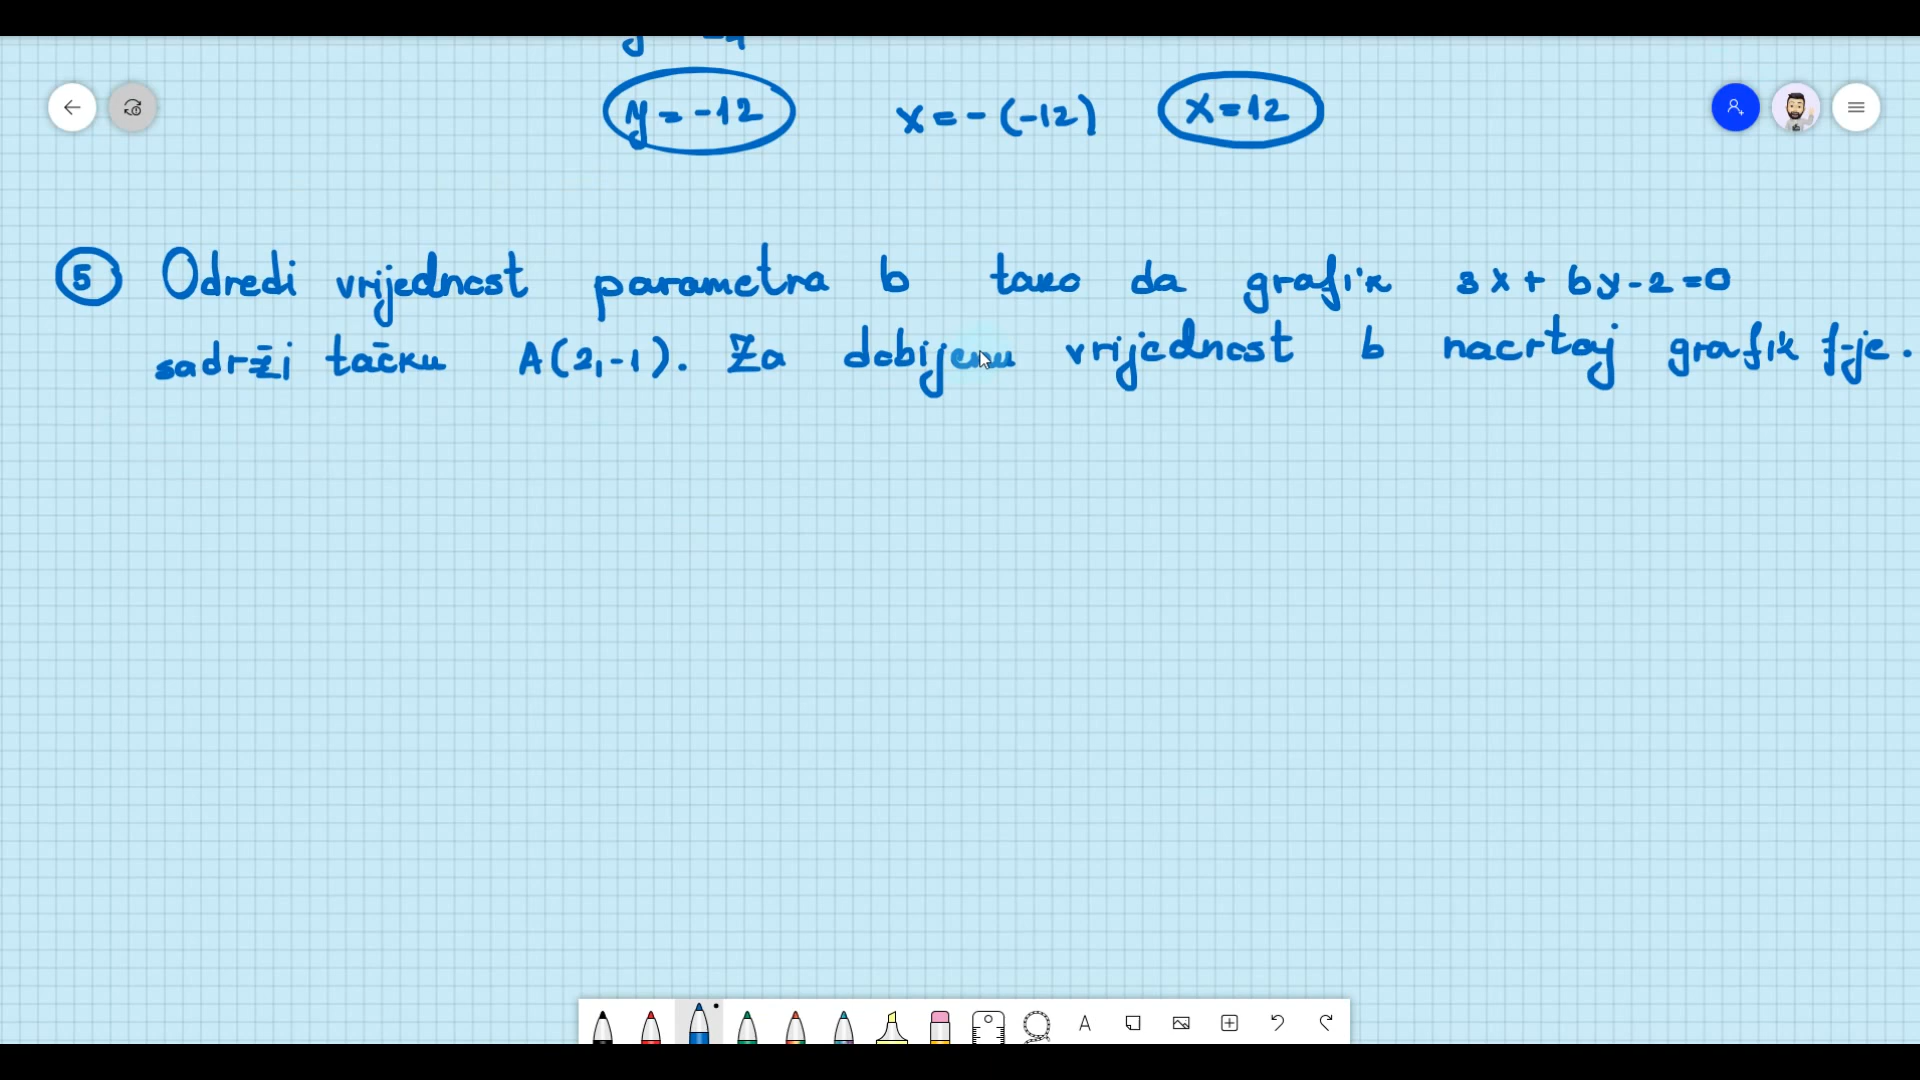 y = -12 x = -(-12) x = 12
5 Odredi vrijednost parametra b tako da grafik 3x + by - 2 = 0
sadrži tačku A(2,-1). Za dobijenu vrijednost b nacrtaj grafik f-je.
A